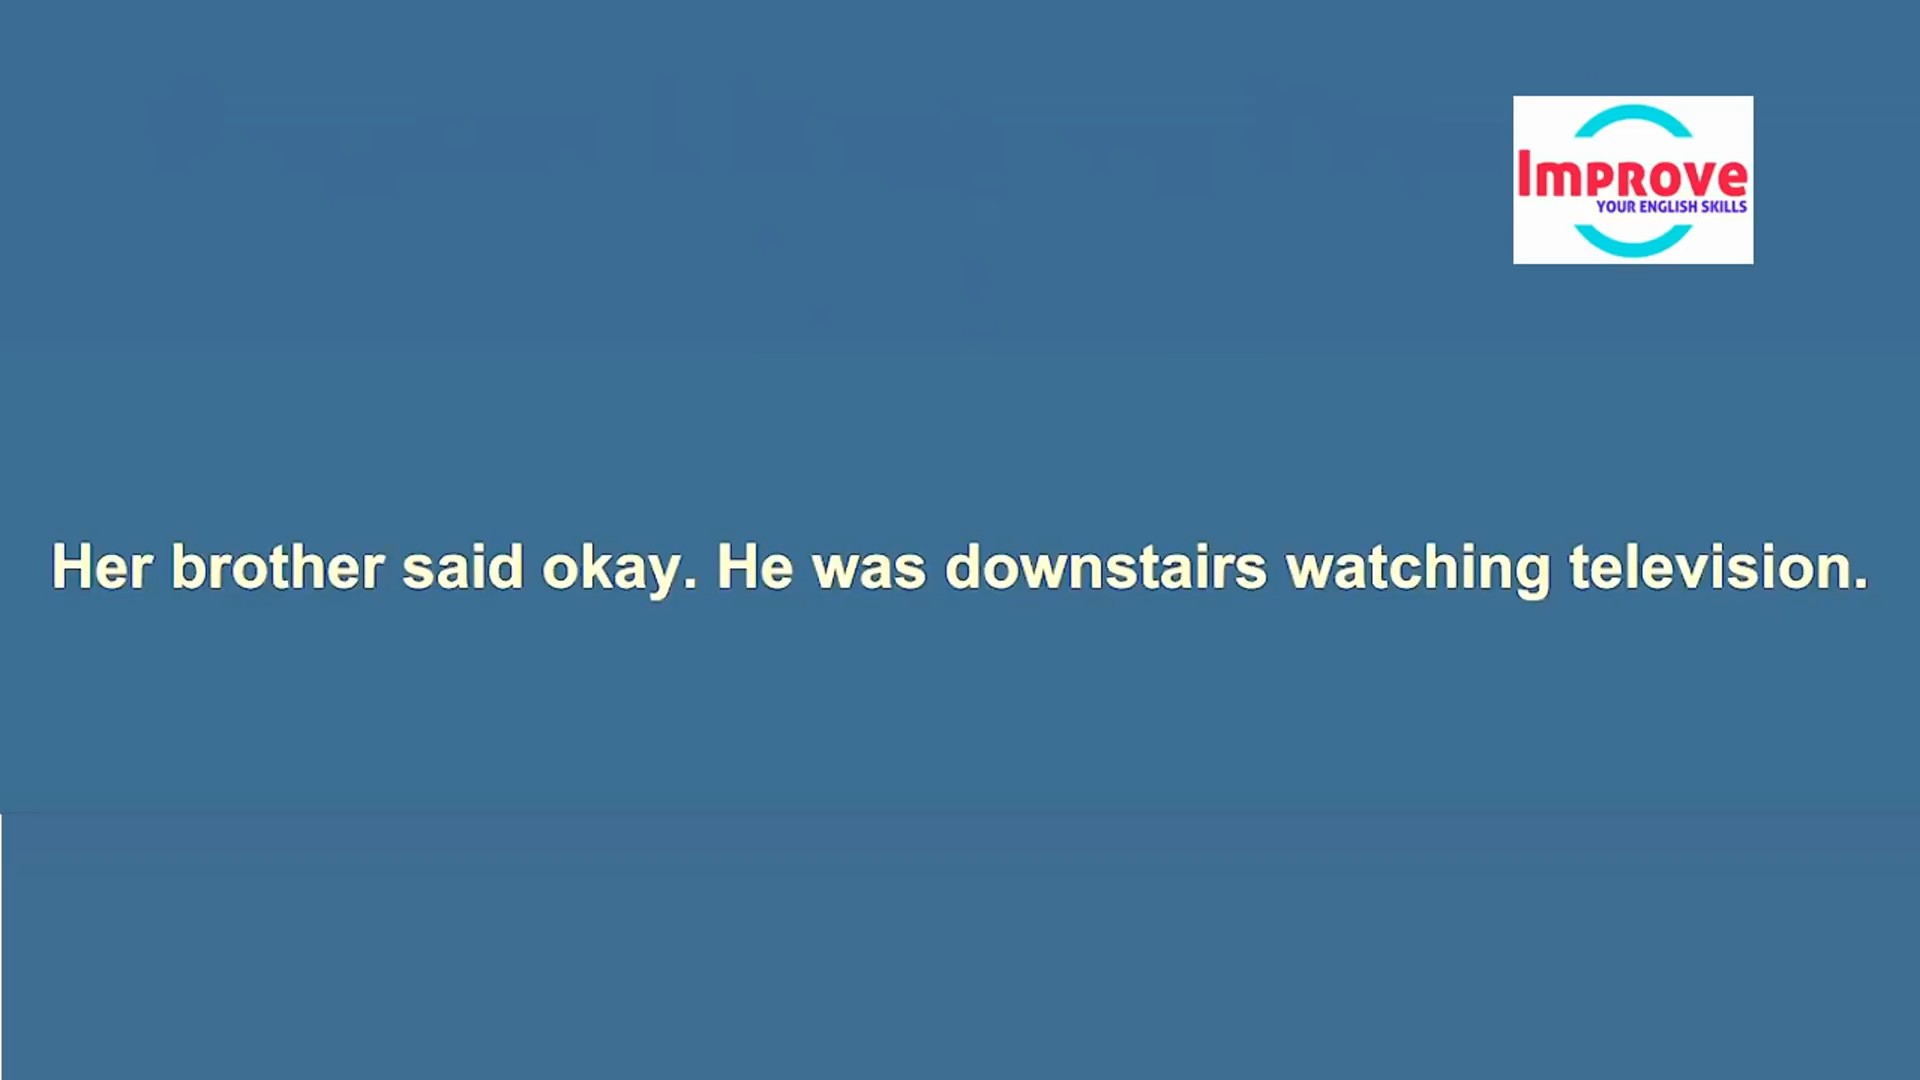 Improve
YOUR ENGLISH SKILLS
Her brother said okay. He was downstairs watching television.